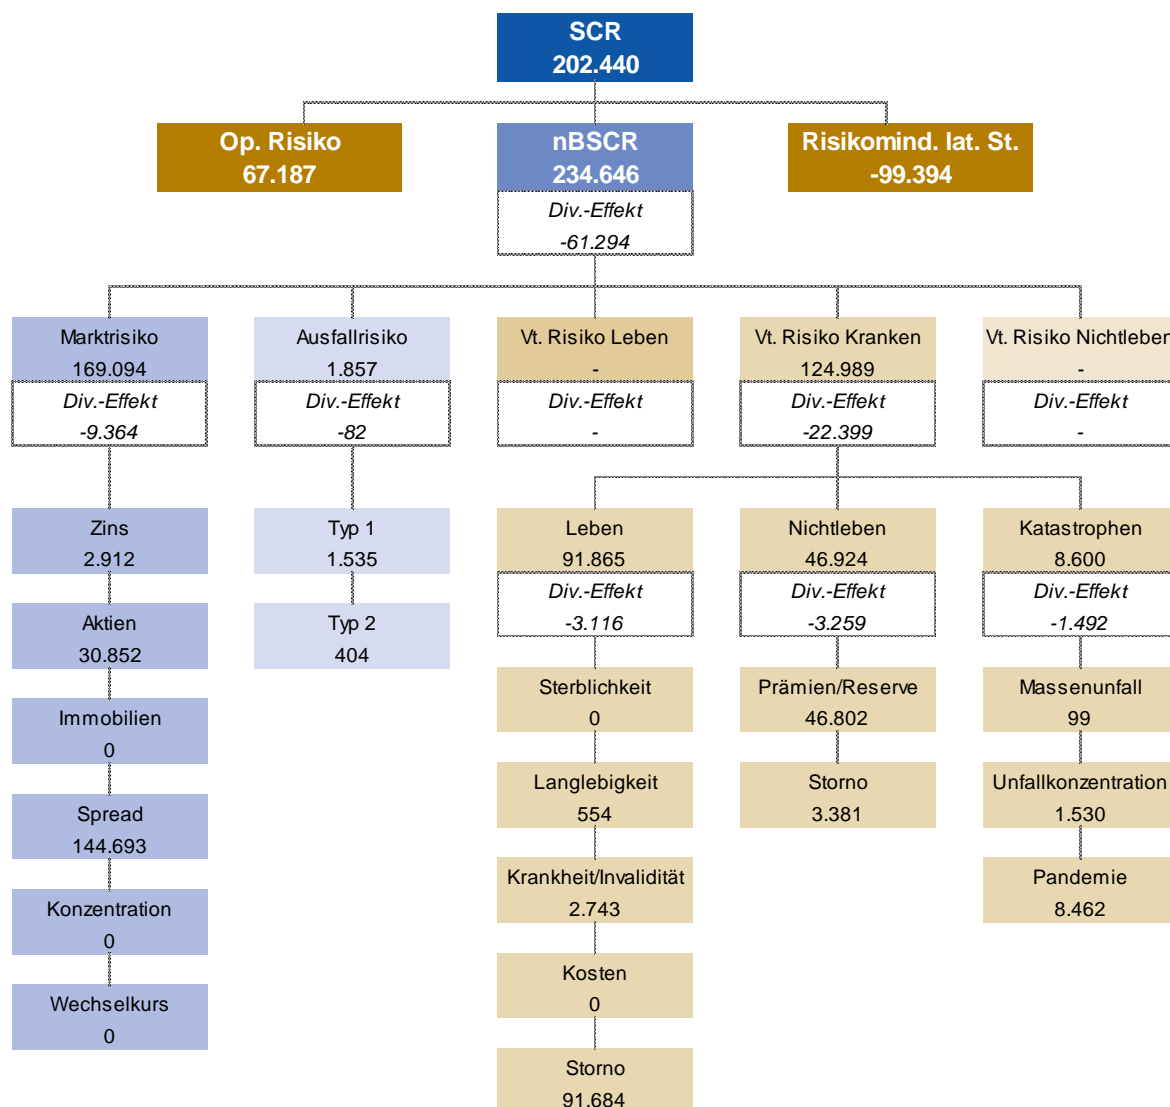 SCR
202.440
Op. Risiko
67.187
nBSCR
234.646
Risikomind. lat. St.
-99.394
Div.-Effekt
-61.294
Marktrisiko
169.094
Div.-Effekt
-9.364
Ausfallrisiko
1.857
Div.-Effekt
-82
Vt. Risiko Leben
-
Div.-Effekt
-
Vt. Risiko Kranken
124.989
Div.-Effekt
-22.399
Vt. Risiko Nichtleben
-
Div.-Effekt
-
Zins
2.912
Aktien
30.852
Immobilien
0
Spread
144.693
Konzentration
0
Wechselkurs
0
Typ 1
1.535
Typ 2
404
Leben
91.865
Div.-Effekt
-3.116
Sterblichkeit
0
Langlebigkeit
554
Krankheit/Invalidität
2.743
Kosten
0
Storno
91.684
Nichtleben
46.924
Div.-Effekt
-3.259
Prämien/Reserve
46.802
Storno
3.381
Katastrophen
8.600
Div.-Effekt
-1.492
Massenunfall
99
Unfallkonzentration
1.530
Pandemie
8.462